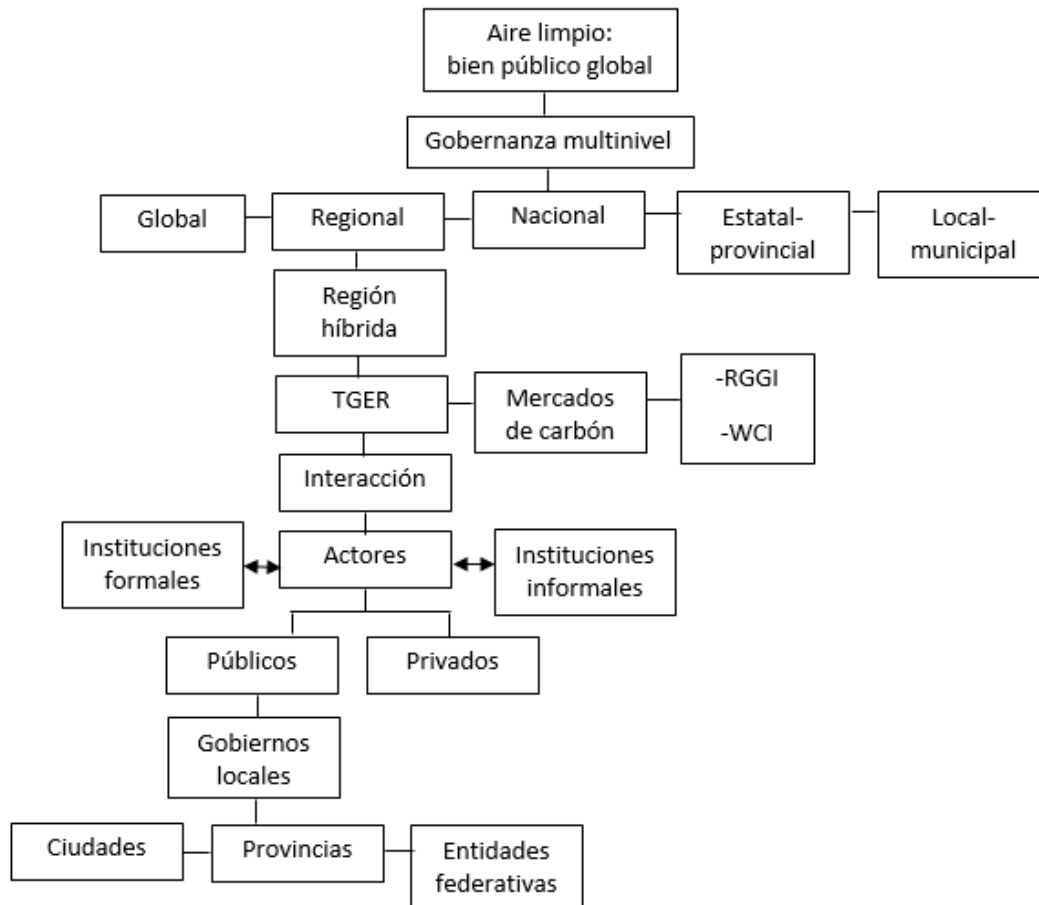 Aire limpio:
bien público global
Gobernanza multinivel
Global
Regional
Nacional
Estatal-
provincial
Local-
municipal
Región
híbrida
TGER
Mercados
de carbón
-RGGI
-WCI
Interacción
Instituciones
formales
Actores
Instituciones
informales
Públicos
Privados
Gobiernos
locales
Ciudades
Provincias
Entidades
federativas